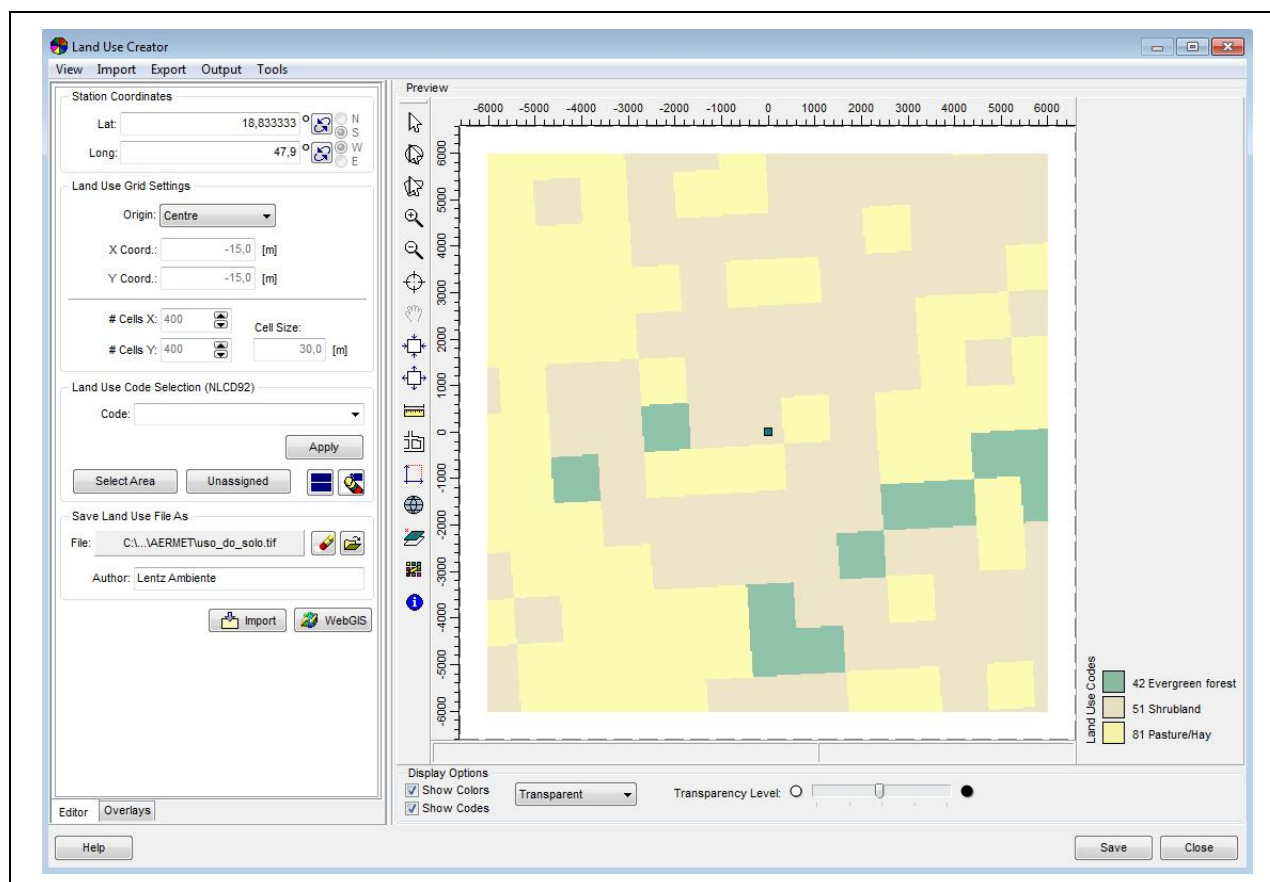 Land Use Creator
View Import Export Output Tools
Station Coordinates
Lat: 18,833333 ° N
S
Long: 47,9 ° W
E
Land Use Grid Settings
Origin: Centre
X Coord.: -15,0 [m]
Y Coord.: -15,0 [m]
# Cells X: 400
Cell Size:
# Cells Y: 400 30,0 [m]
Land Use Code Selection (NLCD92)
Code:
Apply
Select Area Unassigned
Save Land Use File As
File: C:\...\AERMET\uso_do_solo.tif
Author: Lentz Ambiente
Import WebGIS
Editor Overlays
Preview
-6000 -5000 -4000 -3000 -2000 -1000 0 1000 2000 3000 4000 5000 6000
6000
5000
4000
3000
2000
1000
0
-1000
-2000
-3000
-4000
-5000
-6000
Land Use Codes
42 Evergreen forest
51 Shrubland
81 Pasture/Hay
Display Options
Show Colors Transparent Transparency Level:
Show Codes
Help Save Close